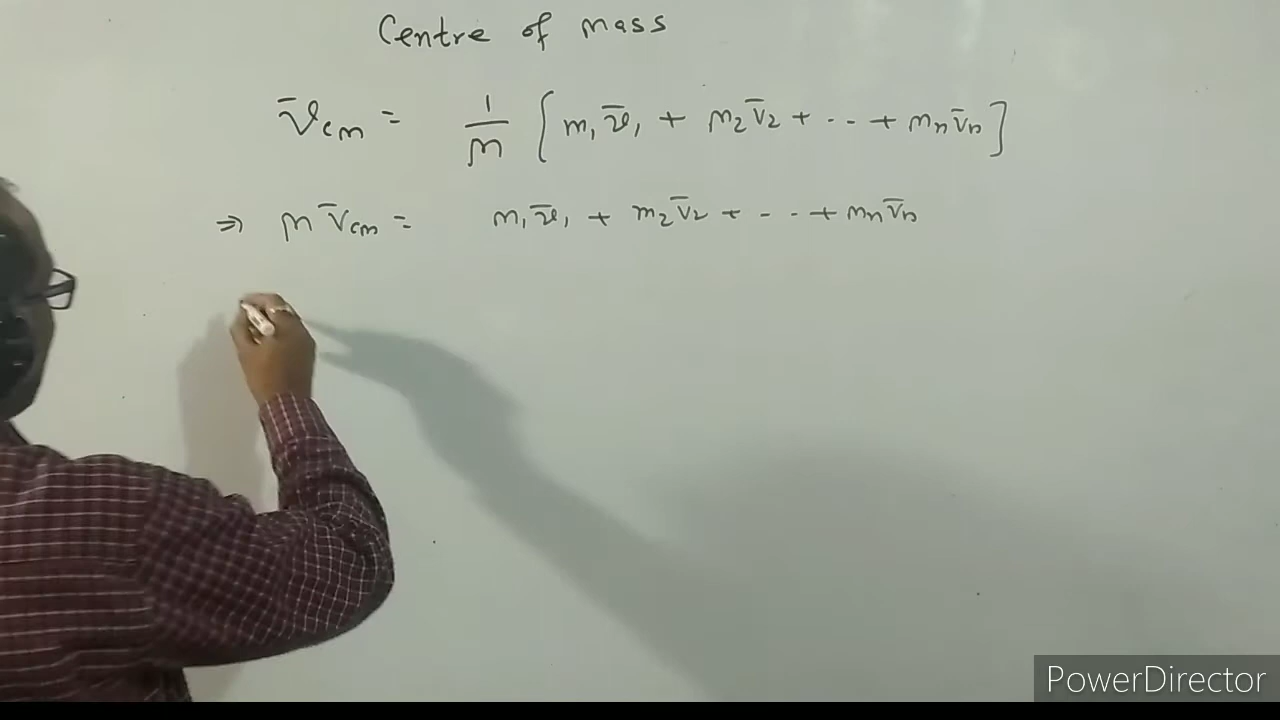 Centre of mass
V̄cm = 1/M [m₁v̄₁ + m₂v̄₂ + -- + mₙv̄ₙ]
⇒ M V̄cm = m₁v̄₁ + m₂v̄₂ + - -- + mₙv̄ₙ
PowerDirector